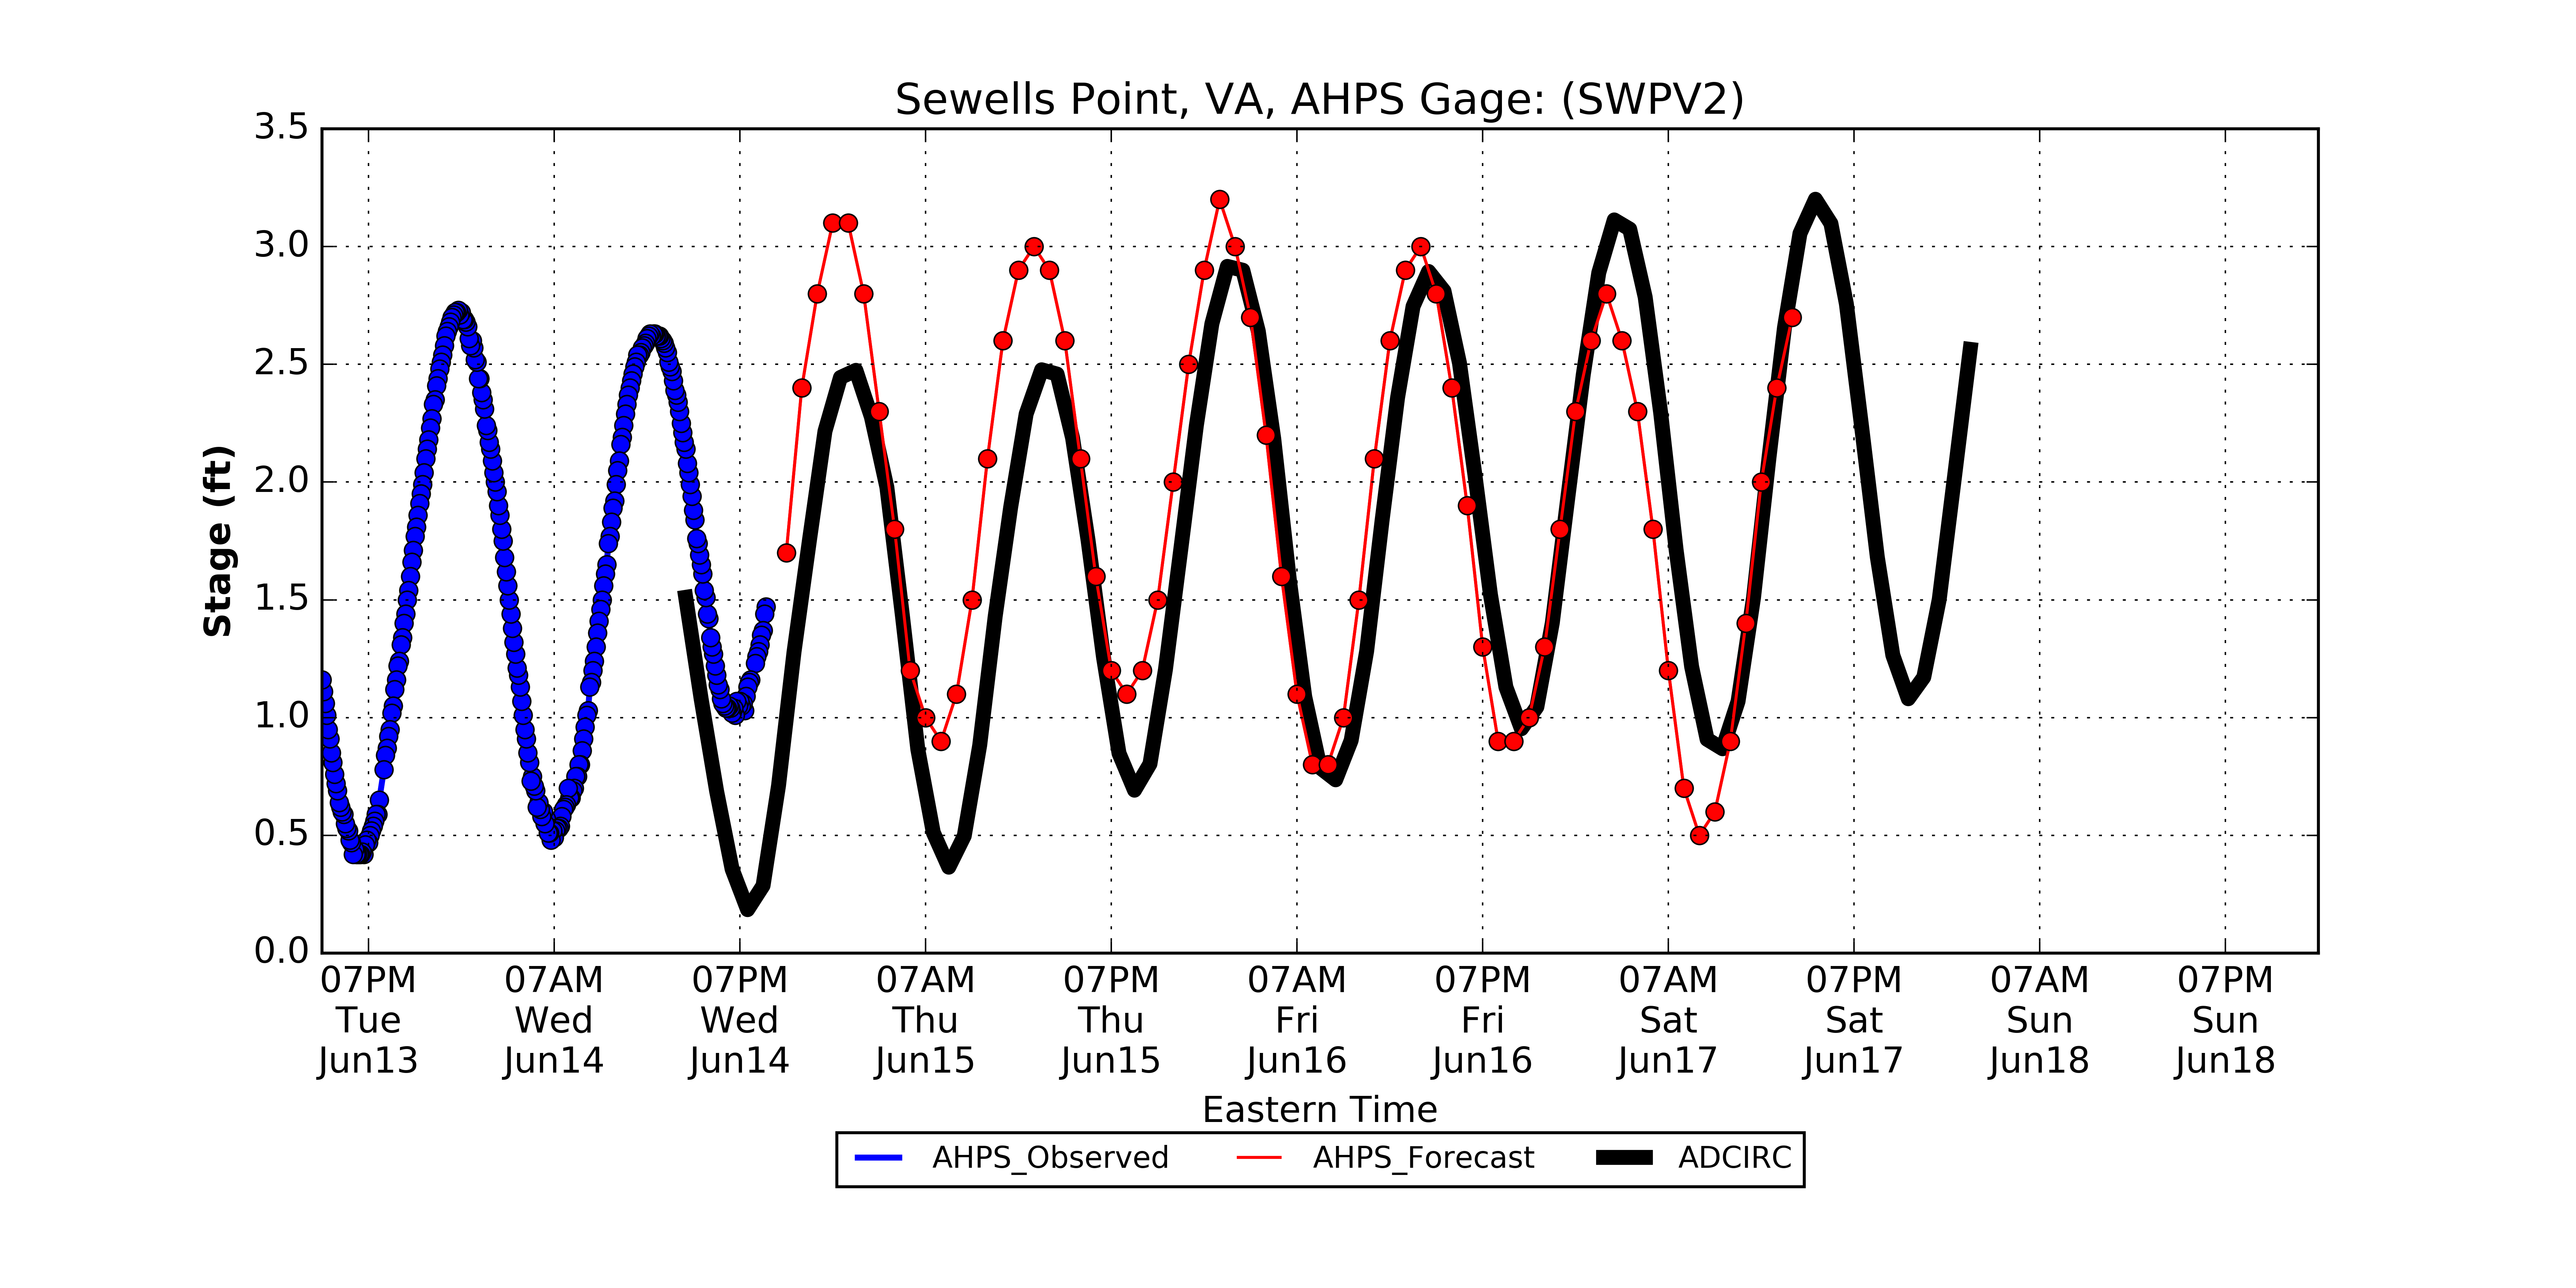 Sewells Point, VA, AHPS Gage: (SWPV2)
3.5
3.0
2.5
2.0
1.5
1.0
0.5
0.0
Stage (ft)
07PM 07AM 07PM 07AM 07PM 07AM 07PM 07AM 07PM 07AM 07PM
Tue Wed Wed Thu Thu Fri Fri Sat Sat Sun Sun
Jun13 Jun14 Jun14 Jun15 Jun15 Jun16 Jun16 Jun17 Jun17 Jun18 Jun18
Eastern Time
AHPS_Observed AHPS_Forecast ADCIRC